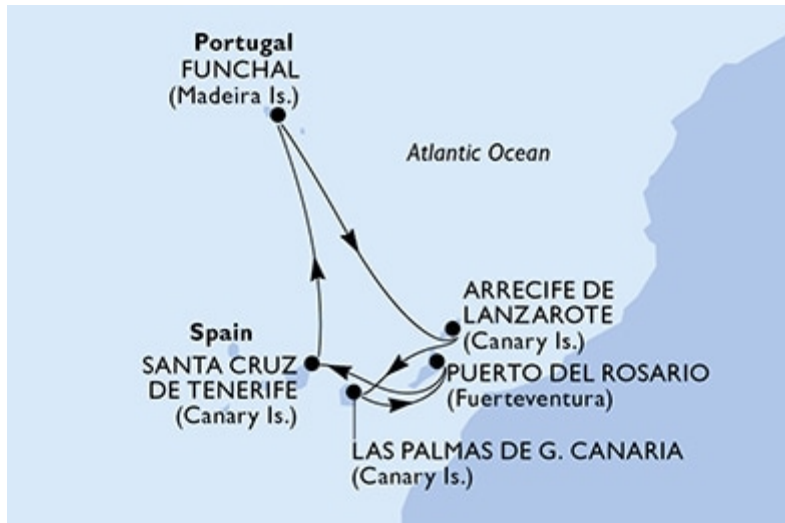 Portugal
FUNCHAL
(Madeira Is.)
Atlantic Ocean
ARRECIFE DE
LANZAROTE
(Canary Is.)
Spain
SANTA CRUZ
DE TENERIFE
(Canary Is.)
PUERTO DEL ROSARIO
(Fuerteventura)
LAS PALMAS DE G. CANARIA
(Canary Is.)